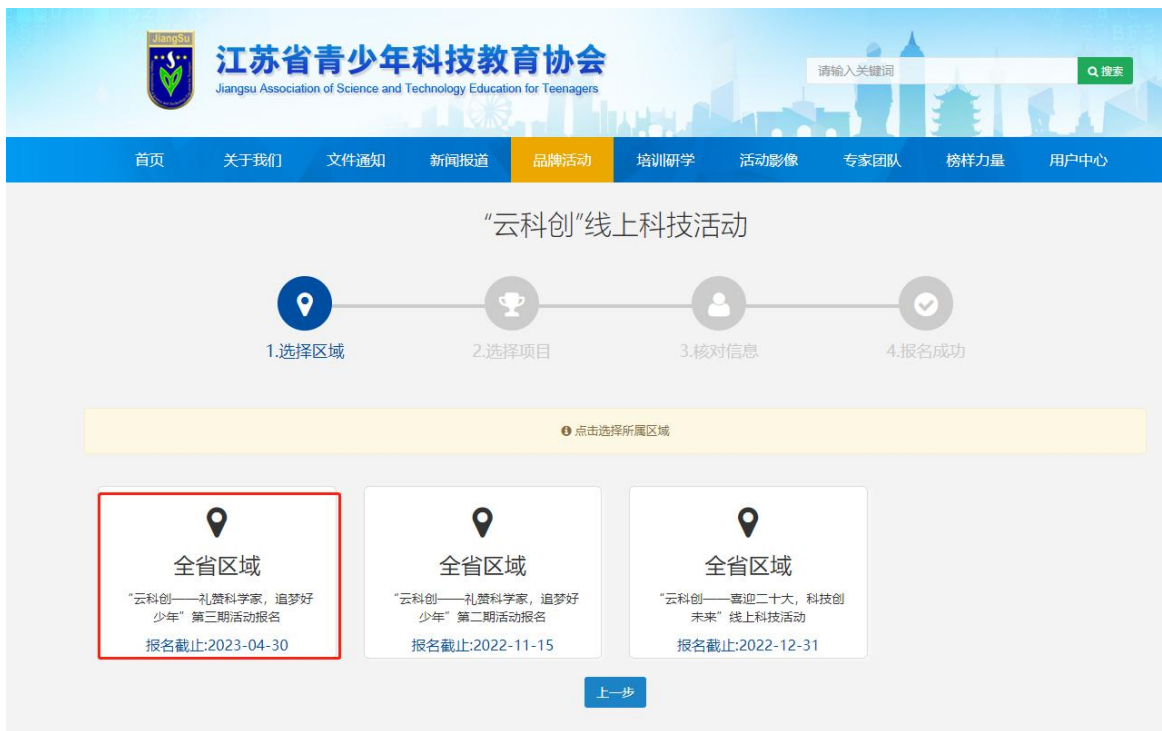 JiangSu
江苏省青少年科技教育协会
Jiangsu Association of Science and Technology Education for Teenagers
请输入关键词
搜索
首页 关于我们 文件通知 新闻报道 品牌活动 培训研学 活动影像 专家团队 榜样力量 用户中心
“云科创”线上科技活动
1.选择区域 2.选择项目 3.核对信息 4.报名成功
点击选择所属区域
全省区域
“云科创——礼赞科学家，追梦好
少年”第三期活动报名
报名截止:2023-04-30
全省区域
“云科创——礼赞科学家，追梦好
少年”第二期活动报名
报名截止:2022-11-15
全省区域
“云科创——喜迎二十大，科技创
未来”线上科技活动
报名截止:2022-12-31
上一步